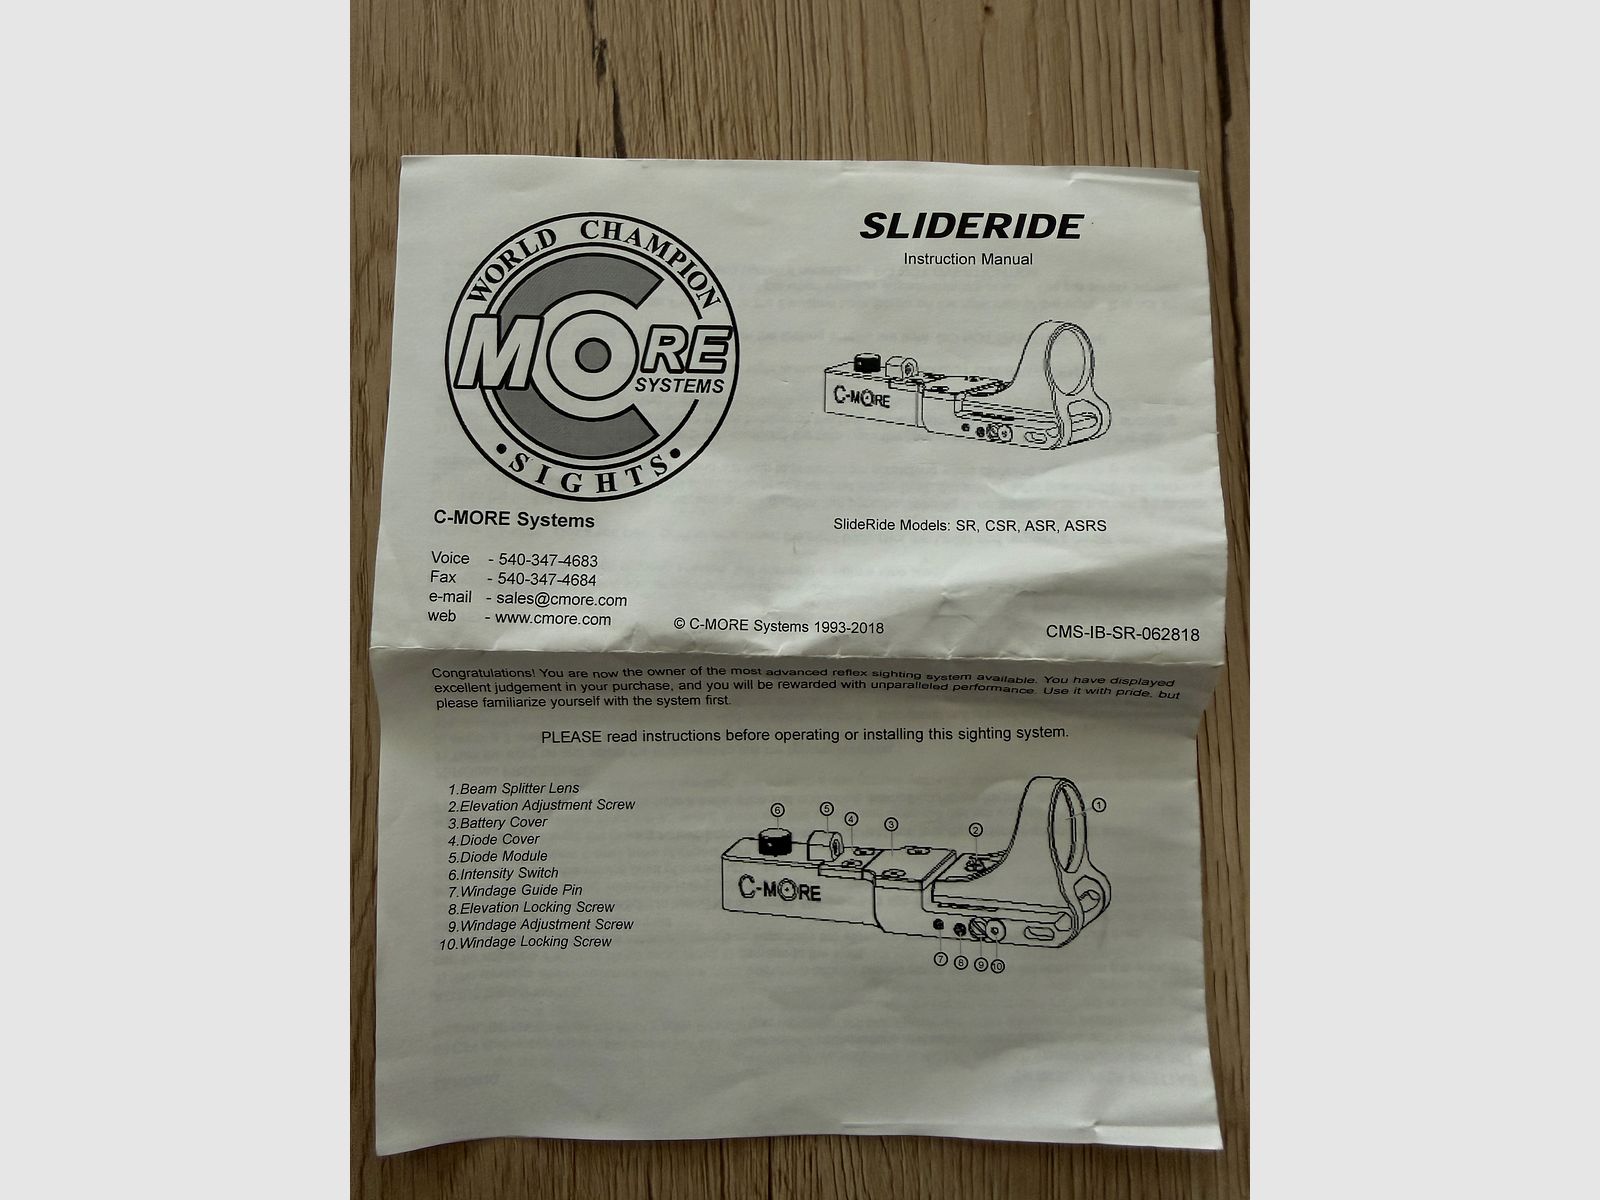 WORLD CHAMPION
C
MORE
SYSTEMS
• SIGHTS •
C-MORE Systems
Voice - 540-347-4683
Fax - 540-347-4684
e-mail - sales@cmore.com
web - www.cmore.com
© C-MORE Systems 1993-2018
SLIDERIDE
Instruction Manual
C-MORE
SlideRide Models: SR, CSR, ASR, ASRS
CMS-IB-SR-062818
Congratulations! You are now the owner of the most advanced reflex sighting system available. You have displayed
excellent judgement in your purchase, and you will be rewarded with unparalleled performance. Use it with pride, but
please familiarize yourself with the system first.
PLEASE read instructions before operating or installing this sighting system.
1.Beam Splitter Lens
2.Elevation Adjustment Screw
3.Battery Cover
4.Diode Cover
5.Diode Module
6.Intensity Switch
7.Windage Guide Pin
8.Elevation Locking Screw
9.Windage Adjustment Screw
10.Windage Locking Screw
6 5 4 3 2 1
C-MORE
7 8 9 10